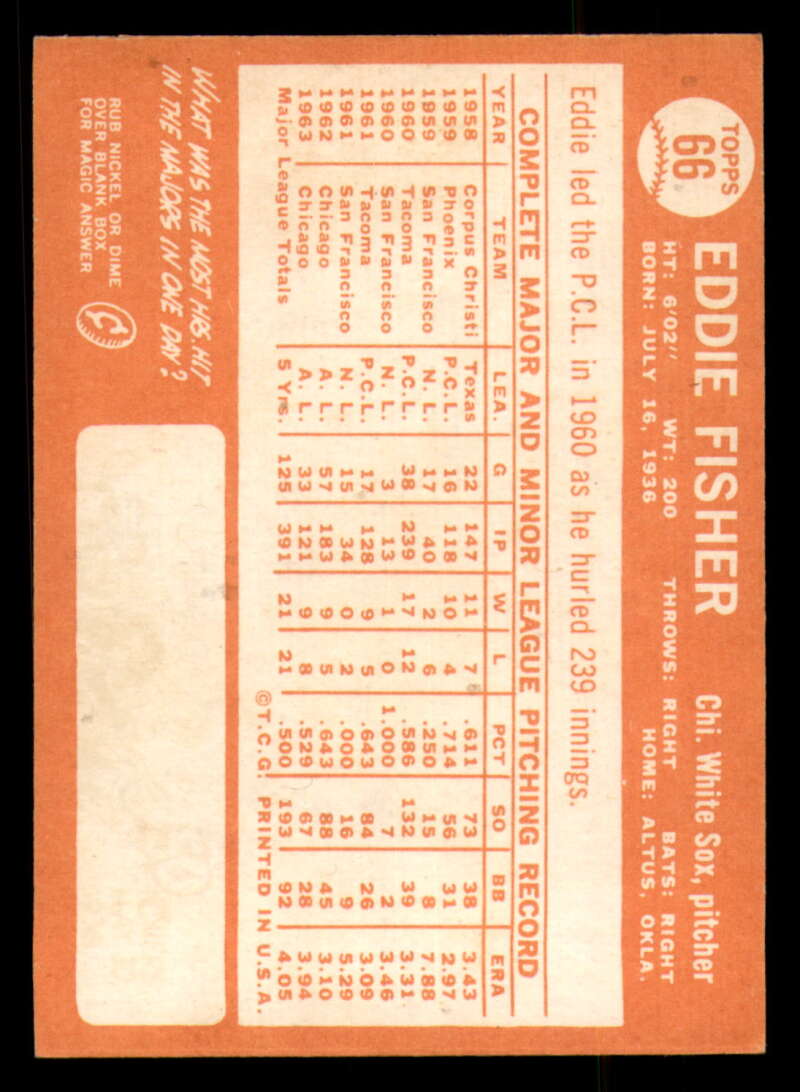 TOPPS
66
EDDIE FISHER Chi. White Sox, pitcher
HT: 6'02" WT: 200 THROWS: RIGHT BATS: RIGHT
BORN: JULY 16, 1936 HOME: ALTUS, OKLA.
Eddie led the P.C.L. in 1960 as he hurled 239 innings.
COMPLETE MAJOR AND MINOR LEAGUE PITCHING RECORD
YEAR TEAM LEA. G IP W L PCT SO BB ERA
1958 Corpus Christi Texas 22 147 11 7 .611 73 38 3.43
1959 Phoenix P.C.L. 16 118 10 4 .714 56 31 2.97
1959 San Francisco N. L. 17 40 2 6 .250 15 8 7.88
1960 Tacoma P.C.L. 38 239 17 12 .586 132 39 3.31
1960 San Francisco N. L. 3 13 1 0 1.000 7 2 3.46
1961 Tacoma P.C.L. 17 128 9 5 .643 84 26 3.09
1961 San Francisco N. L. 15 34 0 2 .000 16 9 5.29
1962 Chicago A. L. 57 183 9 5 .643 88 45 3.10
1963 Chicago A. L. 33 121 9 8 .529 67 28 3.94
Major League Totals 5 Yrs. 125 391 21 21 .500 193 92 4.05
©T.C.G. PRINTED IN U.S.A.
WHAT WAS THE MOST HRS. HIT
IN THE MAJORS IN ONE DAY?
RUB NICKEL OR DIME
OVER BLANK BOX
FOR MAGIC ANSWER